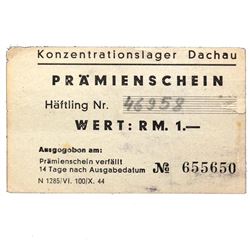 Konzentrationslager Dachau
PRÄMIENSCHEIN
Häftling Nr. 46958
WERT: RM. 1.—
Ausgogobon am:
Prämienschein verfällt
14 Tage nach Ausgabedatum
№ 655650
N 1285/VI. 100/X. 44